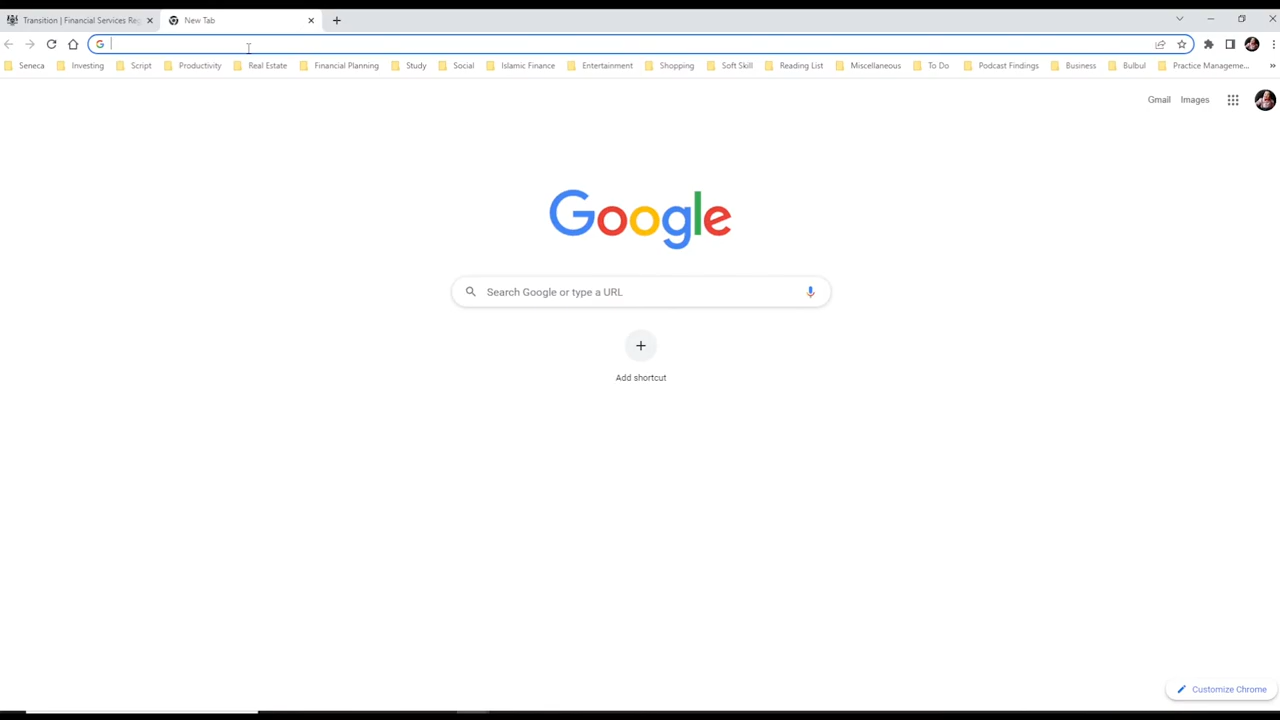 Transition | Financial Services Reg
New Tab
Seneca Investing Script Productivity Real Estate Financial Planning Study Social Islamic Finance Entertainment Shopping Soft Skill Reading List Miscellaneous To Do Podcast Findings Business Bulbul Practice Manageme...
Gmail Images
Google
Search Google or type a URL
Add shortcut
Customize Chrome